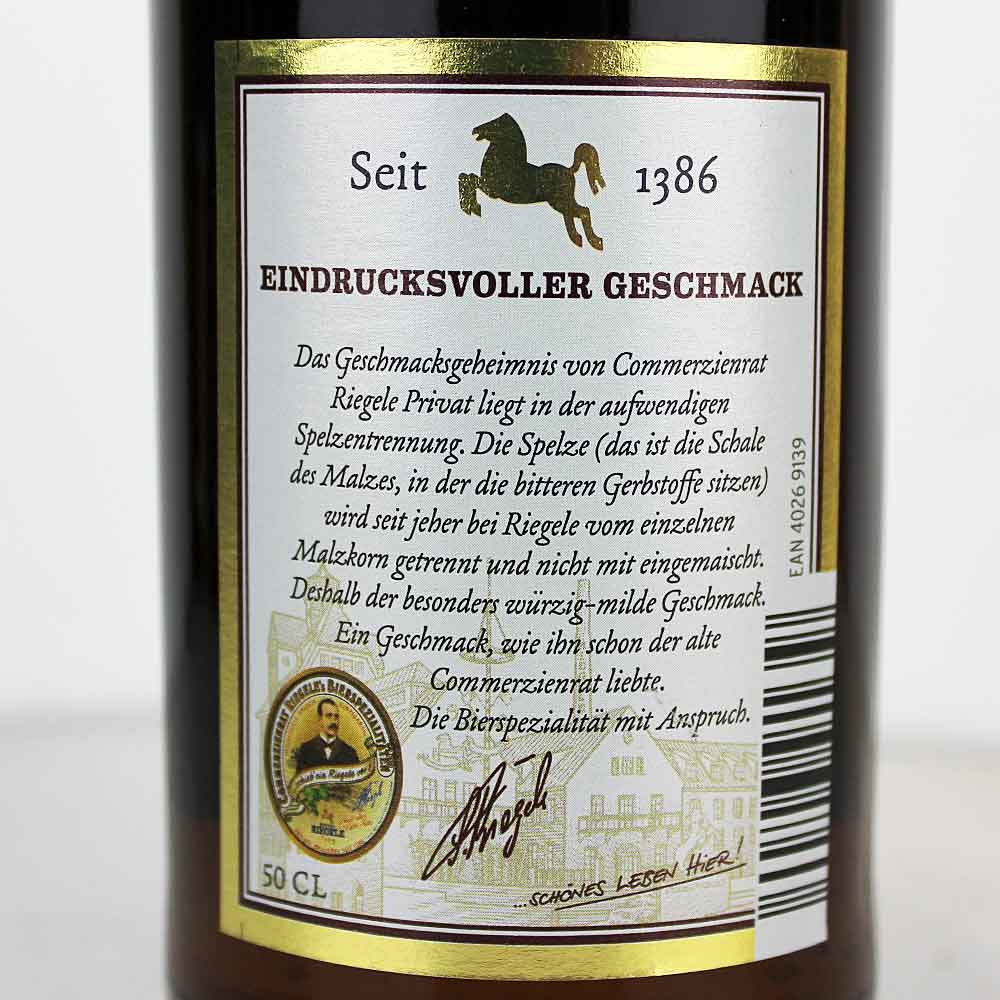 Seit 1386
EINDRUCKSVOLLER GESCHMACK
Das Geschmacksgeheimnis von Commerzienrat
Riegele Privat liegt in der aufwendigen
Spelzentrennung. Die Spelze (das ist die Schale
des Malzes, in der die bitteren Gerbstoffe sitzen)
wird seit jeher bei Riegele vom einzelnen
Malzkorn getrennt und nicht mit eingemaischt.
Deshalb der besonders würzig-milde Geschmack.
Ein Geschmack, wie ihn schon der alte
Commerzienrat liebte.
Die Bierspezialität mit Anspruch.
EAN 4026 9139
RIEGELE
50 CL
...SCHÖNES LEBEN HIER!